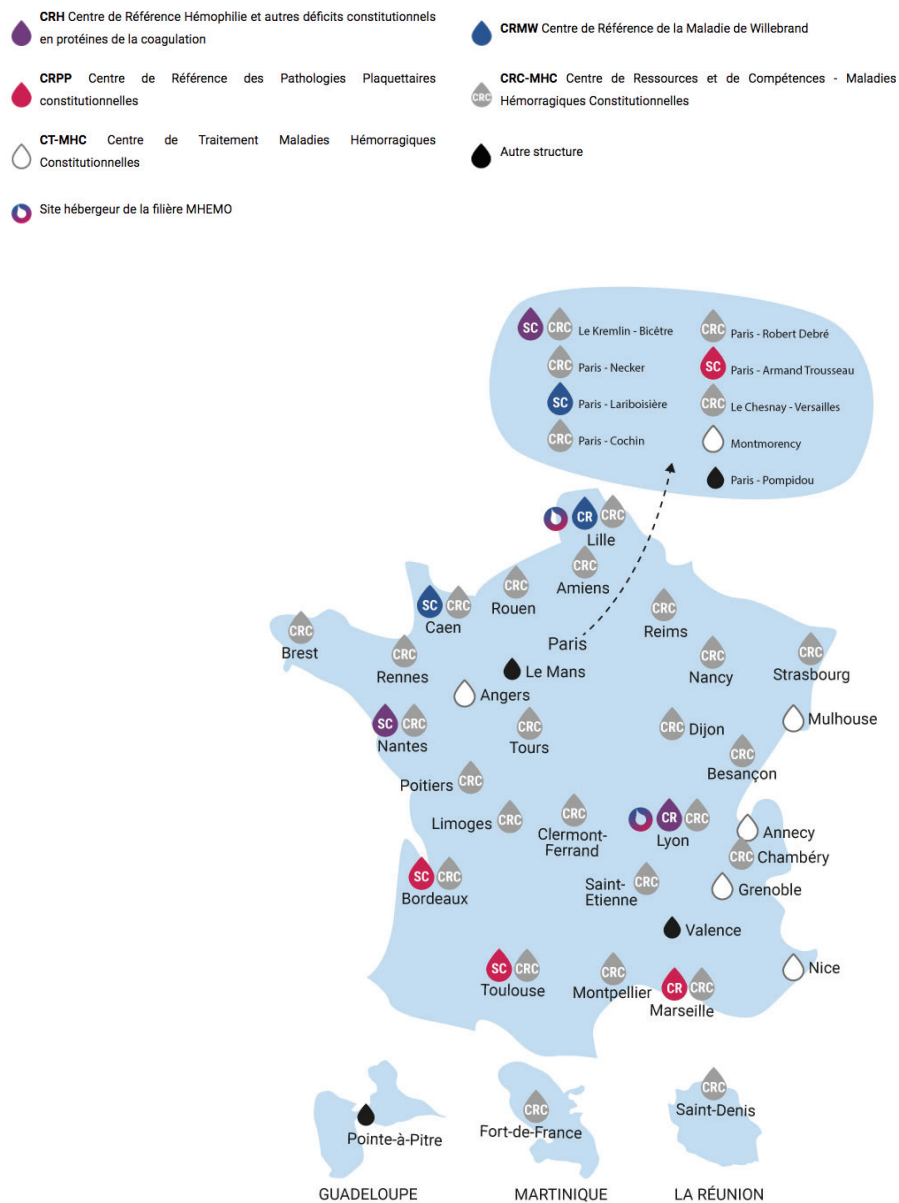 CRH Centre de Référence Hémophilie et autres déficits constitutionnels
en protéines de la coagulation
CRMW Centre de Référence de la Maladie de Willebrand
CRPP Centre de Référence des Pathologies Plaquettaires
constitutionnelles
CRC
CRC-MHC Centre de Ressources et de Compétences - Maladies
Hémorragiques Constitutionnelles
CT-MHC Centre de Traitement Maladies Hémorragiques
Constitutionnelles
Autre structure
Site hébergeur de la filière MHEMO
SC CRC Le Kremlin - Bicêtre
CRC Paris - Robert Debré
CRC Paris - Necker
SC Paris - Armand Trousseau
SC Paris - Lariboisière
CRC Le Chesnay - Versailles
CRC Paris - Cochin
Montmorency
Paris - Pompidou
CR CRC
Lille
CRC
Amiens
CRC
Rouen
SC CRC
Caen
CRC
Reims
CRC
Brest
Paris
CRC
Rennes
CRC
Nancy
CRC
Strasbourg
Le Mans
Angers
SC CRC
Nantes
CRC
Tours
CRC Dijon
Mulhouse
CRC
Besançon
Poitiers CRC
Limoges CRC
CRC
Clermont-
Ferrand
CR CRC
Lyon
Annecy
CRC Chambéry
SC CRC
Bordeaux
Saint-
Etienne
CRC
Grenoble
Valence
SC CRC
Toulouse
CRC
Montpellier
CR CRC
Marseille
Nice
Pointe-à-Pitre
CRC
Fort-de-France
CRC
Saint-Denis
GUADELOUPE
MARTINIQUE
LA RÉUNION